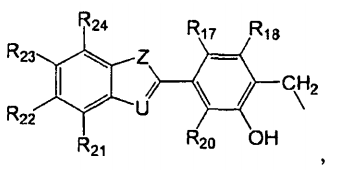 R24 R17 R18
R23 Z
CH2
R22 U
R21 R20 OH
,